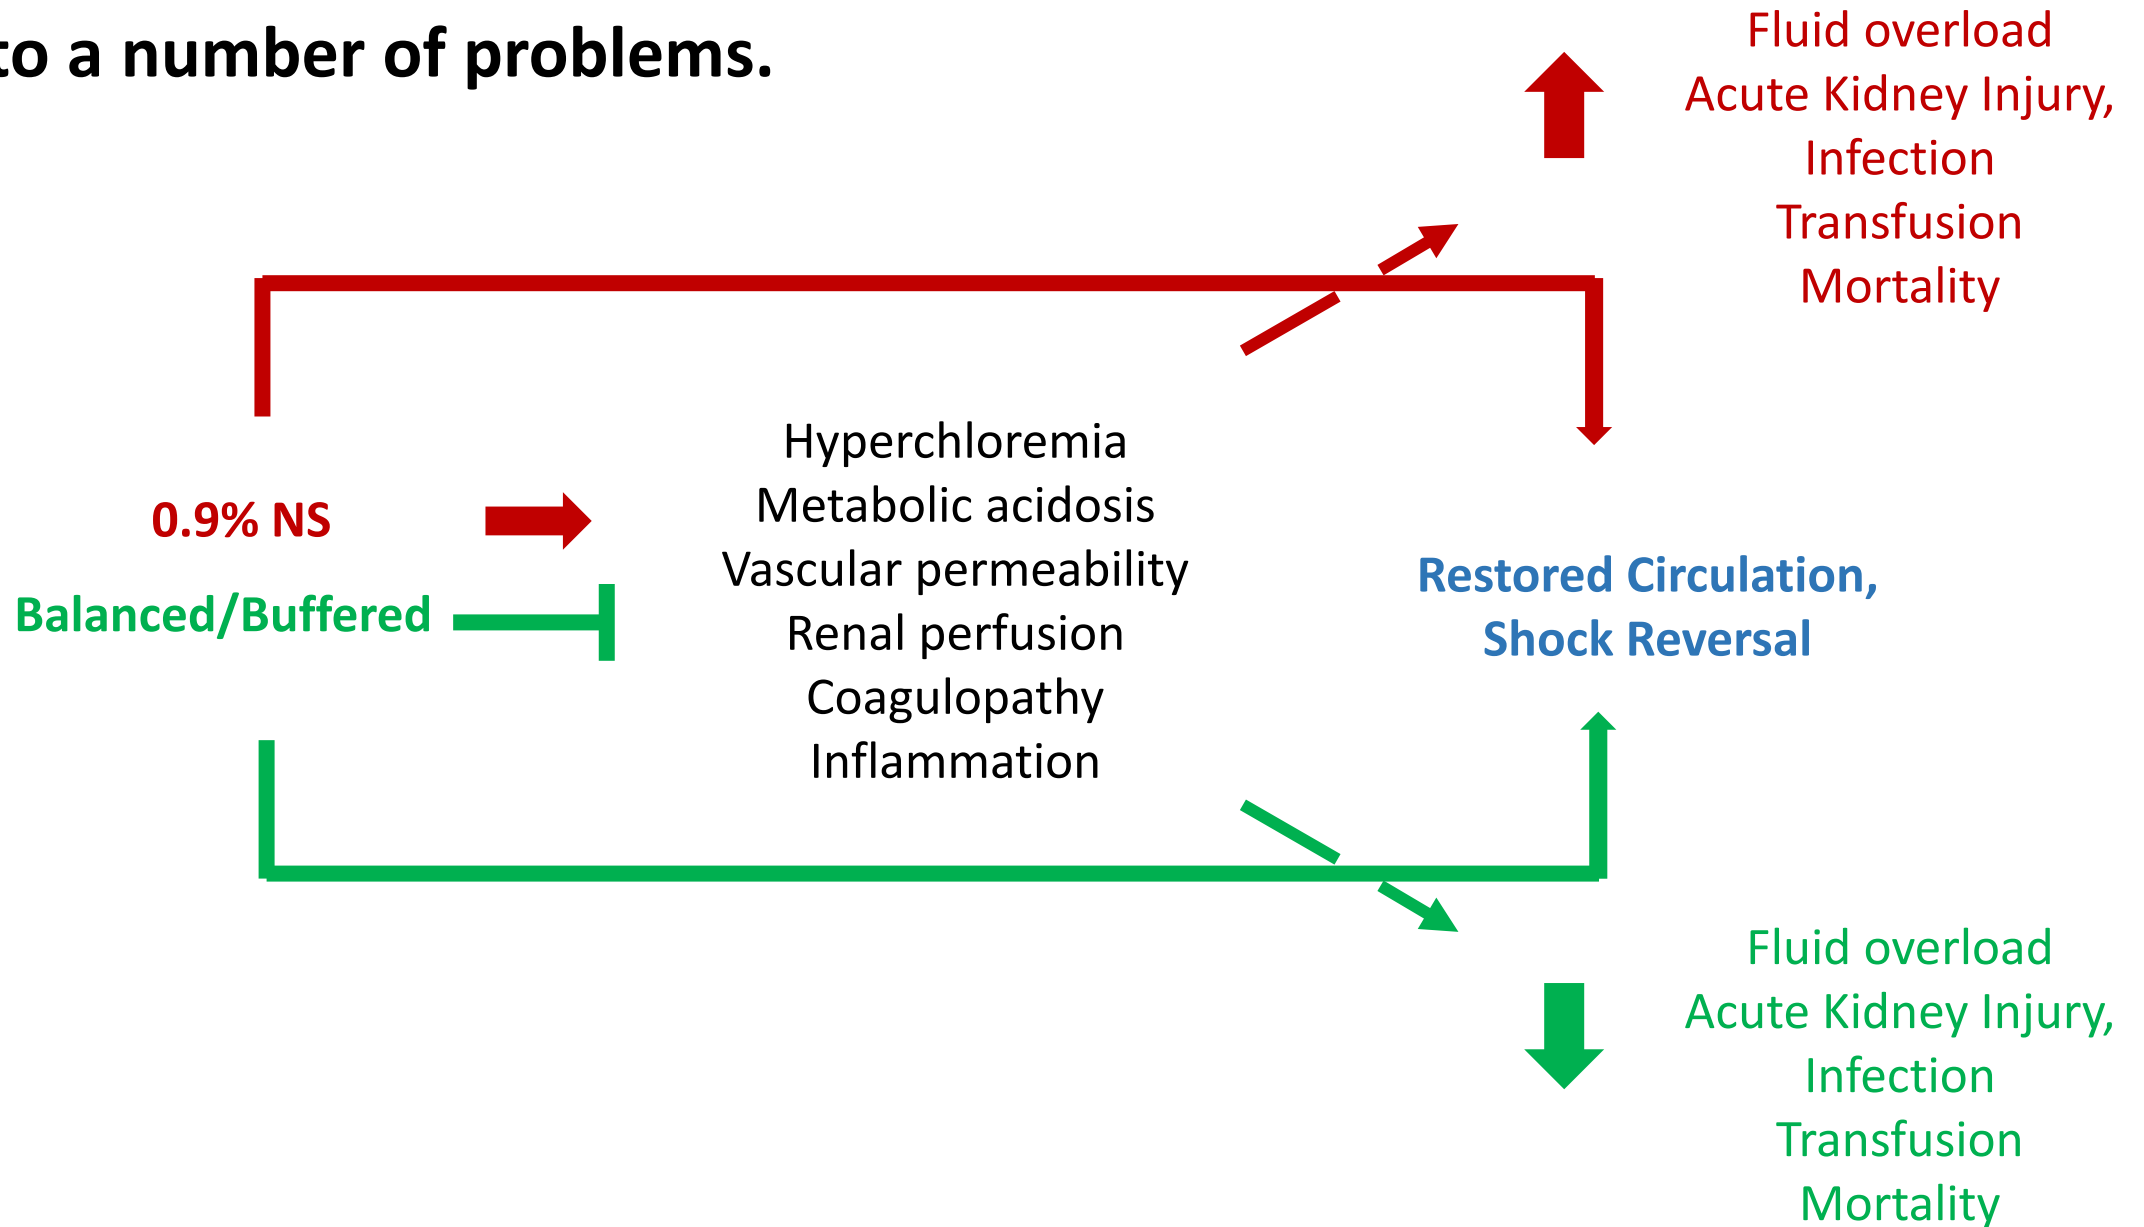 to a number of problems.
Fluid overload
Acute Kidney Injury,
Infection
Transfusion
Mortality
0.9% NS
Balanced/Buffered
Hyperchloremia
Metabolic acidosis
Vascular permeability
Renal perfusion
Coagulopathy
Inflammation
Restored Circulation,
Shock Reversal
Fluid overload
Acute Kidney Injury,
Infection
Transfusion
Mortality